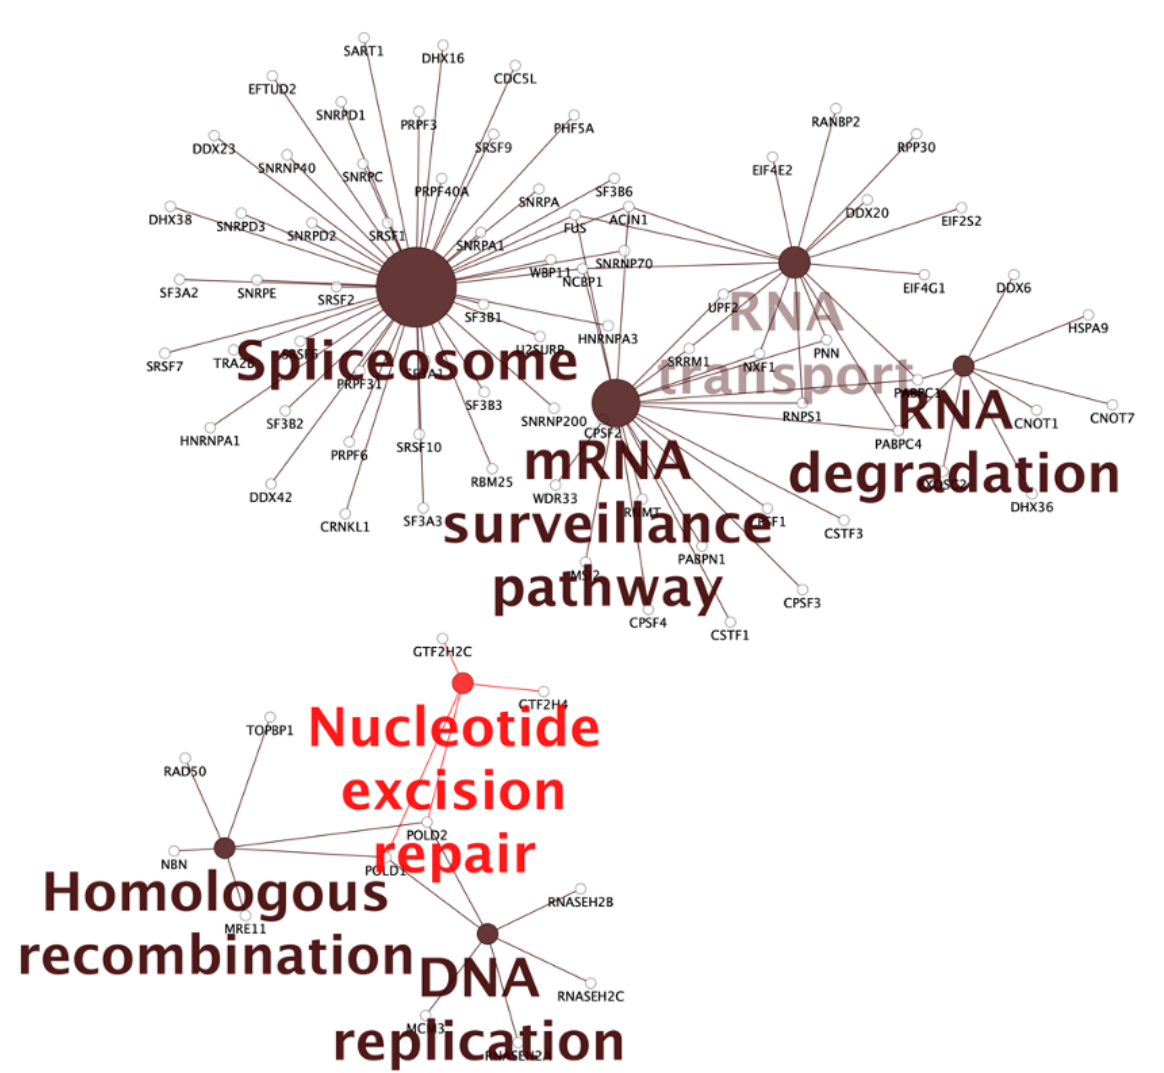 SART1
DHX16
CDC5L
EFTUD2
SNRPD1
PRPF3
PHF5A
RANBP2
DDX23
SRSF9
RPP30
SNRNP40
SNRPC
EIF4E2
PRPF40A
SNRPA
SF3B6
DHX38
SNRPD3
SNRPD2
SRSF1
FUS
ACIN1
DDX20
EIF2S2
SNRPA1
WBP11
SNRNP70
NCBP1
SF3A2
SNRPE
SRSF2
EIF4G1
DDX6
SF3B1
UPF2
RNA
HSPA9
HNRNPA3
U2SURP
SRSF7
Spliceosome
SRRM1
NXF1
PNN
PRPF31
transport
PABPC1
SF3B3
SF3B2
SNRNP200
RNPS1
RNA
CNOT1
CNOT7
HNRNPA1
CPSF2
PABPC4
SRSF10
PRPF6
mRNA
degradation
RBM25
DDX42
WDR33
DHX36
CRNKL1
SF3A3
surveillance
CSTF3
PABPN1
pathway
CPSF3
CPSF4
CSTF1
GTF2H2C
GTF2H4
Nucleotide
TOPBP1
RAD50
excision
POLD2
repair
NBN
POLD1
Homologous
RNASEH2B
MRE11
recombination
DNA
RNASEH2C
replication